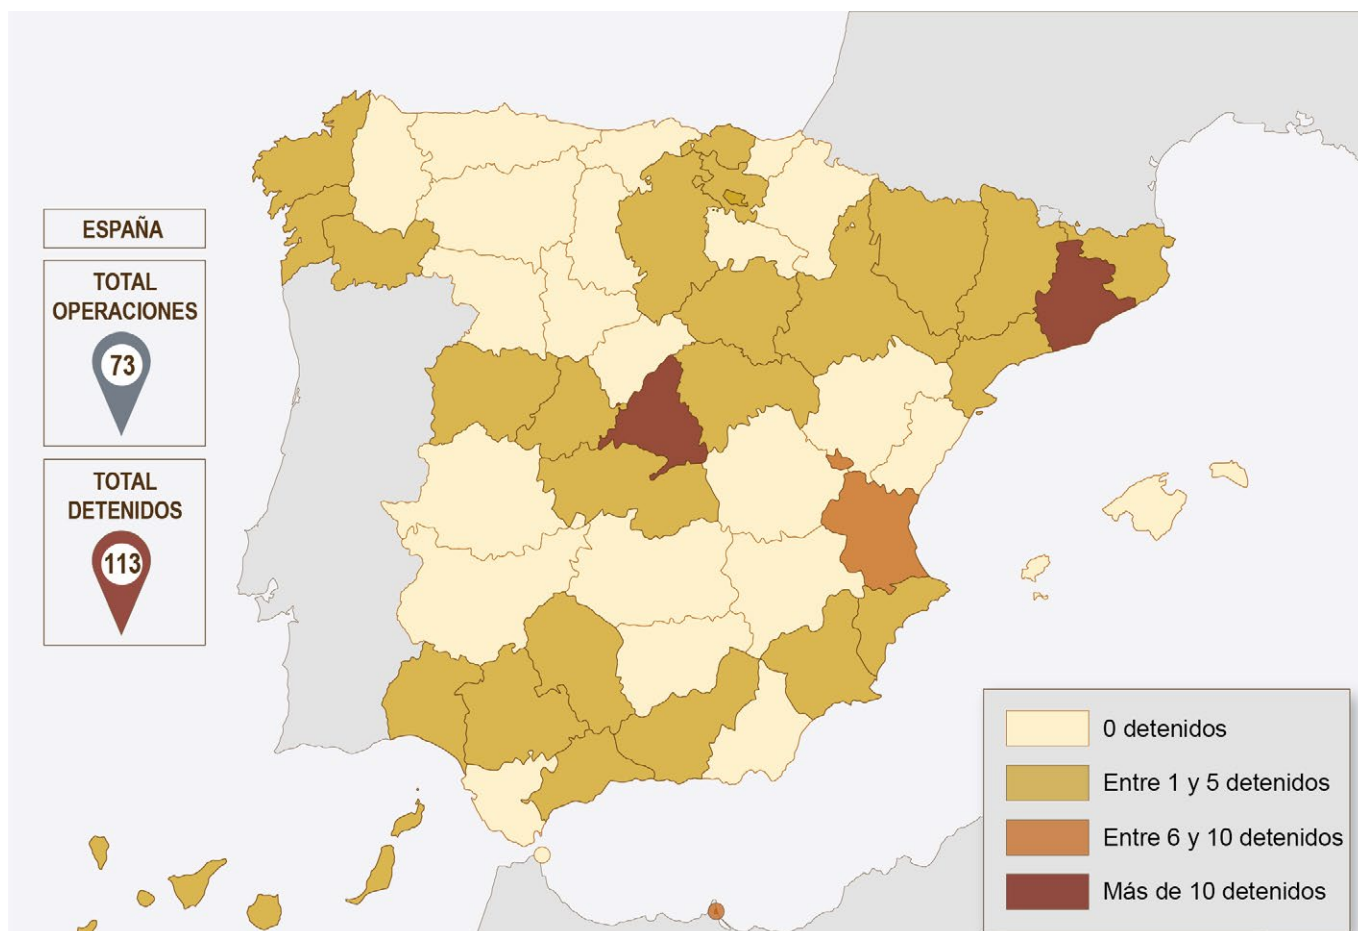 ESPAÑA
TOTAL
OPERACIONES
73
TOTAL
DETENIDOS
113
0 detenidos
Entre 1 y 5 detenidos
Entre 6 y 10 detenidos
Más de 10 detenidos